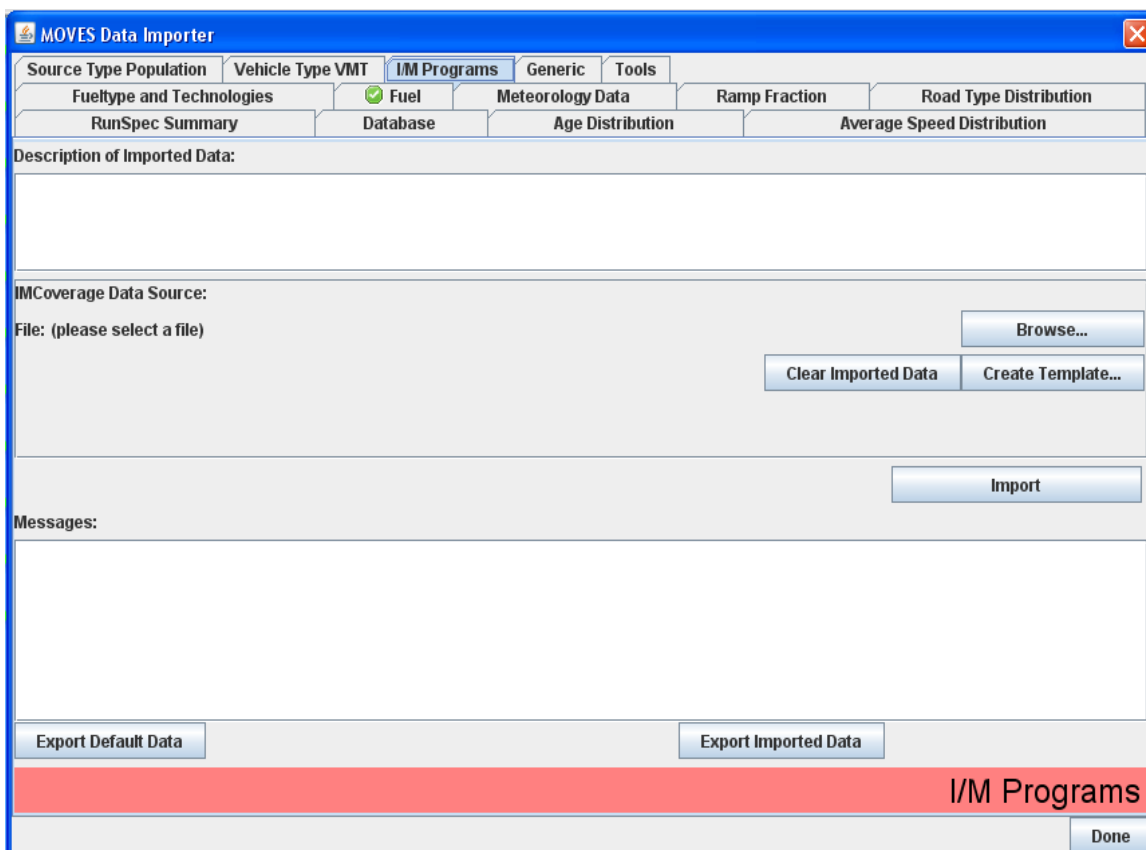 MOVES Data Importer
Source Type Population Vehicle Type VMT I/M Programs Generic Tools
Fueltype and Technologies Fuel Meteorology Data Ramp Fraction Road Type Distribution
RunSpec Summary Database Age Distribution Average Speed Distribution
Description of Imported Data:
IMCoverage Data Source:
File: (please select a file) Browse...
Clear Imported Data Create Template...
Import
Messages:
Export Default Data Export Imported Data
I/M Programs
Done